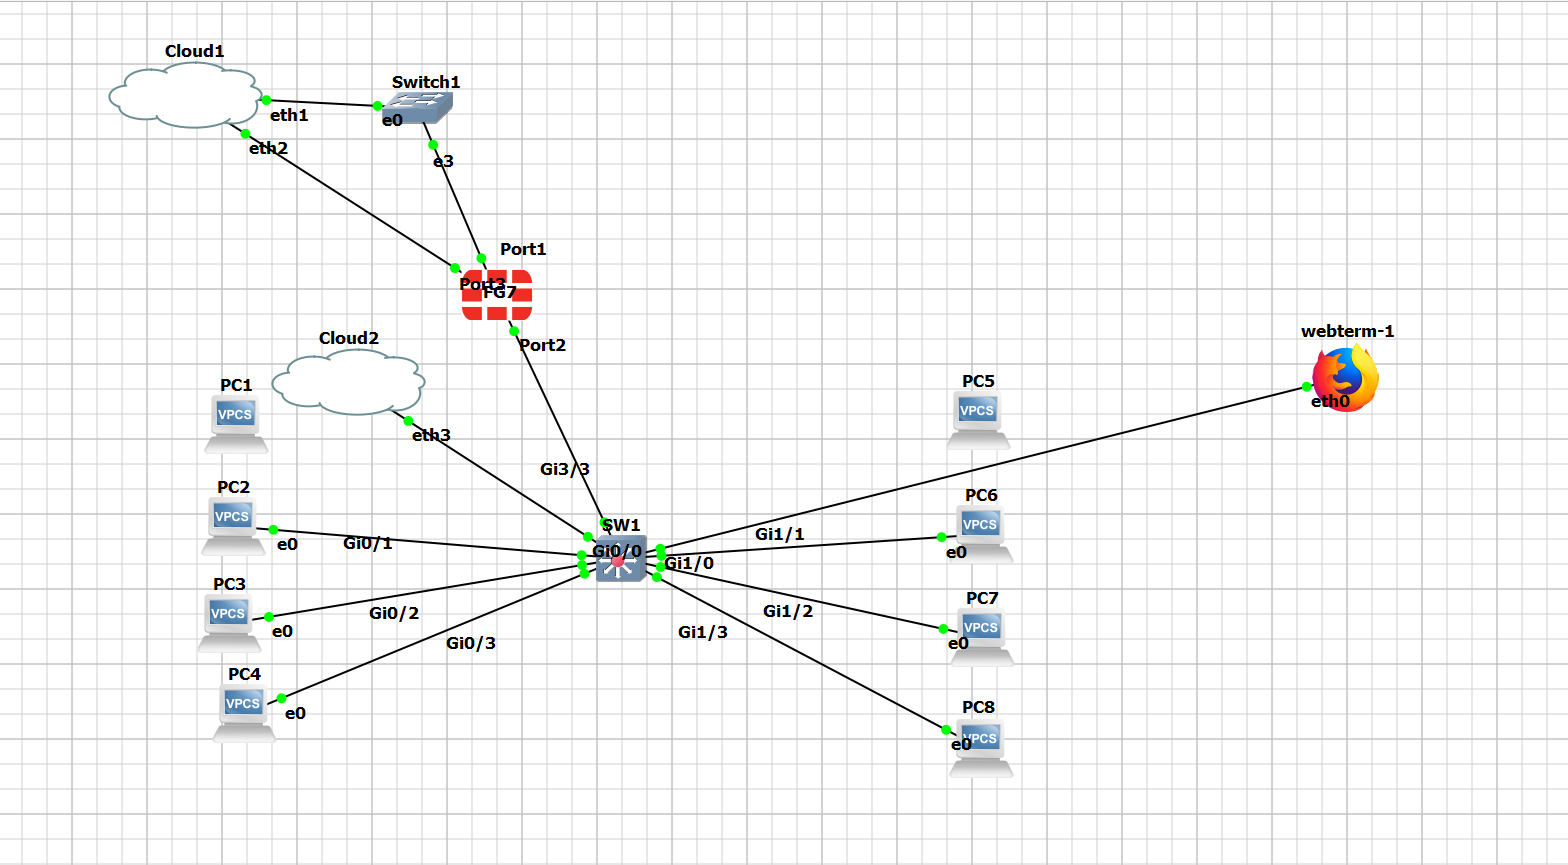 Cloud1
Switch1
eth1
e0
eth2
e3
Port1
Port3
FG7
Port2
Cloud2
webterm-1
PC1
VPCS
eth3
PC5
VPCS
eth0
Gi3/3
PC2
VPCS
e0
Gi0/1
SW1
Gi0/0
Gi1/1
Gi1/0
PC6
VPCS
e0
PC3
VPCS
e0
Gi0/2
Gi1/2
PC7
VPCS
e0
Gi0/3
Gi1/3
PC4
VPCS
e0
PC8
VPCS
e0